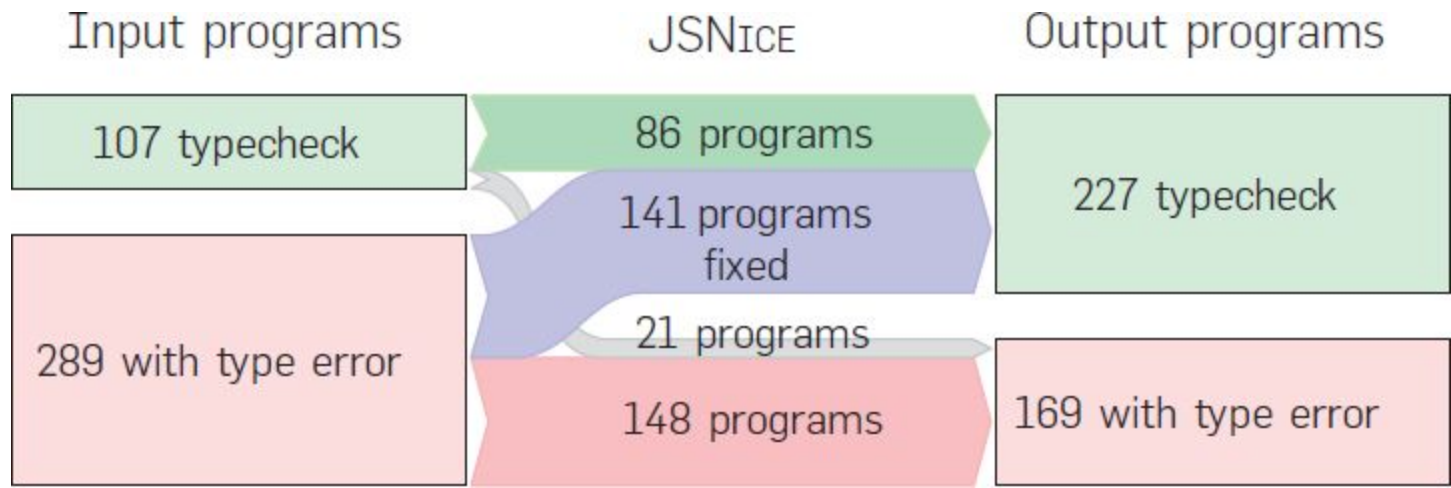 Input programs
JSNICE
Output programs
107 typecheck
86 programs
141 programs
fixed
227 typecheck
21 programs
289 with type error
148 programs
169 with type error